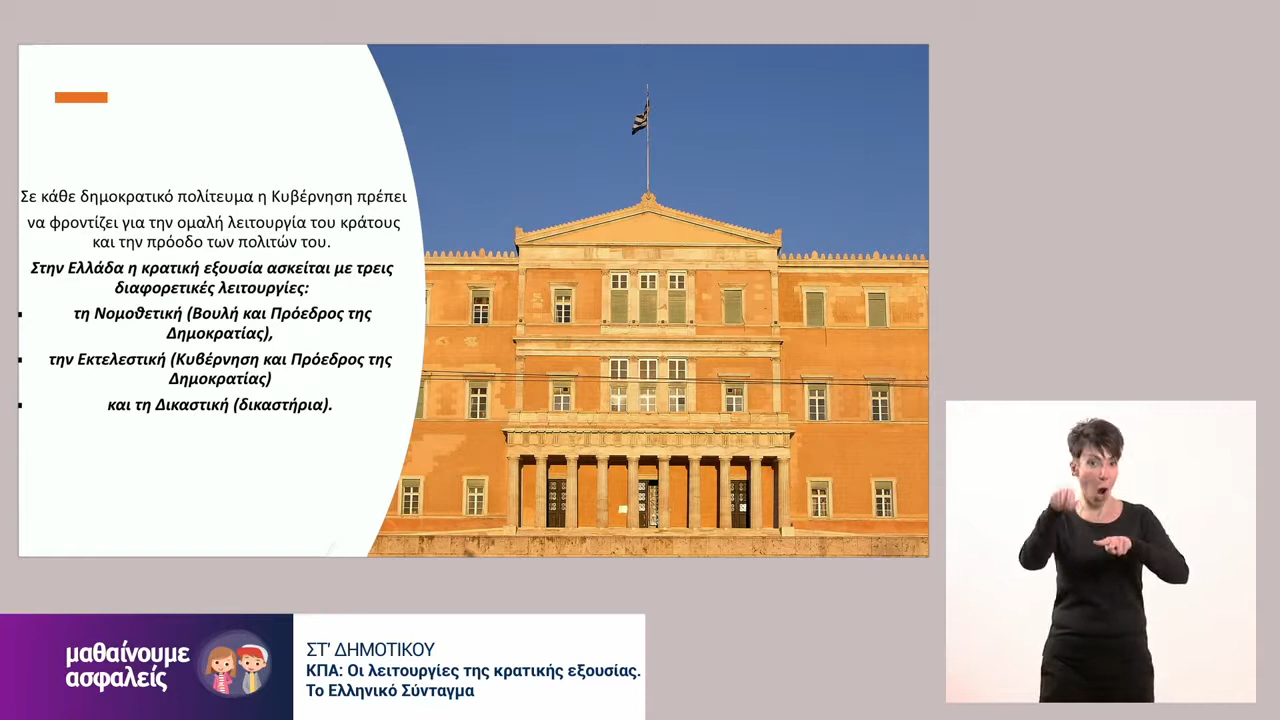 Σε κάθε δημοκρατικό πολίτευμα η Κυβέρνηση πρέπει
να φροντίζει για την ομαλή λειτουργία του κράτους
και την πρόοδο των πολιτών του.
Στην Ελλάδα η κρατική εξουσία ασκείται με τρεις
διαφορετικές λειτουργίες:
▪ τη Νομοθετική (Βουλή και Πρόεδρος της
Δημοκρατίας),
▪ την Εκτελεστική (Κυβέρνηση και Πρόεδρος της
Δημοκρατίας)
▪ και τη Δικαστική (δικαστήρια).
μαθαίνουμε
ασφαλείς
ΣΤ' ΔΗΜΟΤΙΚΟΥ
ΚΠΑ: Οι λειτουργίες της κρατικής εξουσίας.
Το Ελληνικό Σύνταγμα